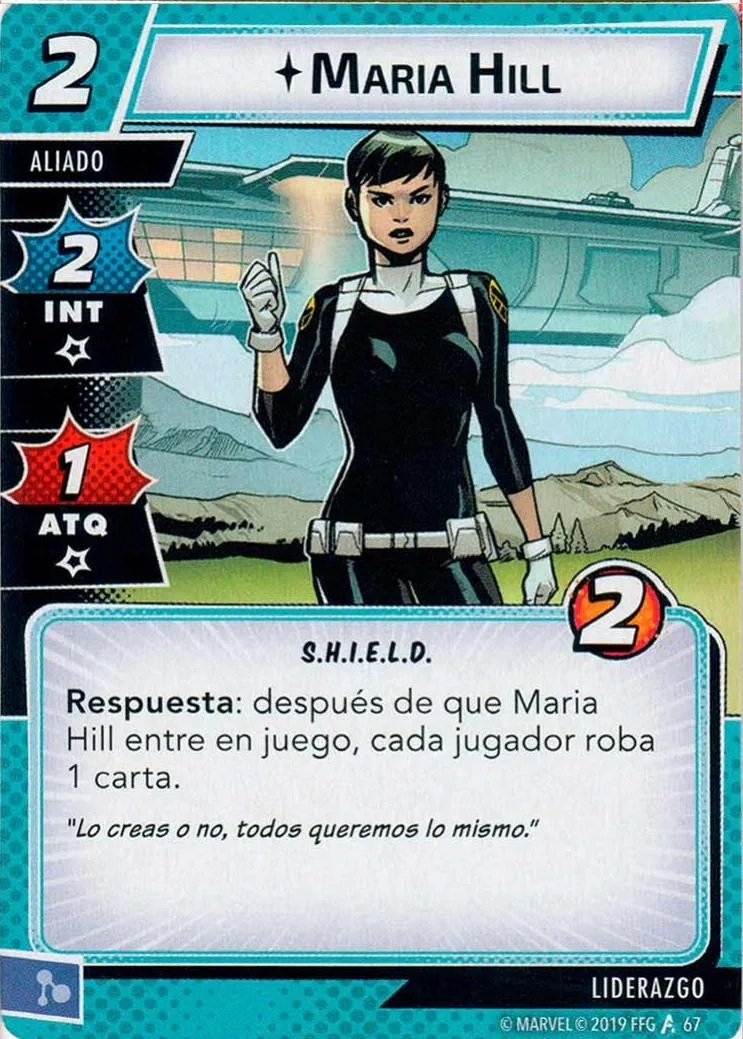 2
MARIA HILL
ALIADO
2
INT
1
ATQ
2
S.H.I.E.L.D.
Respuesta: después de que Maria
Hill entre en juego, cada jugador roba
1 carta.
"Lo creas o no, todos queremos lo mismo."
LIDERAZGO
© MARVEL © 2019 FFG 67